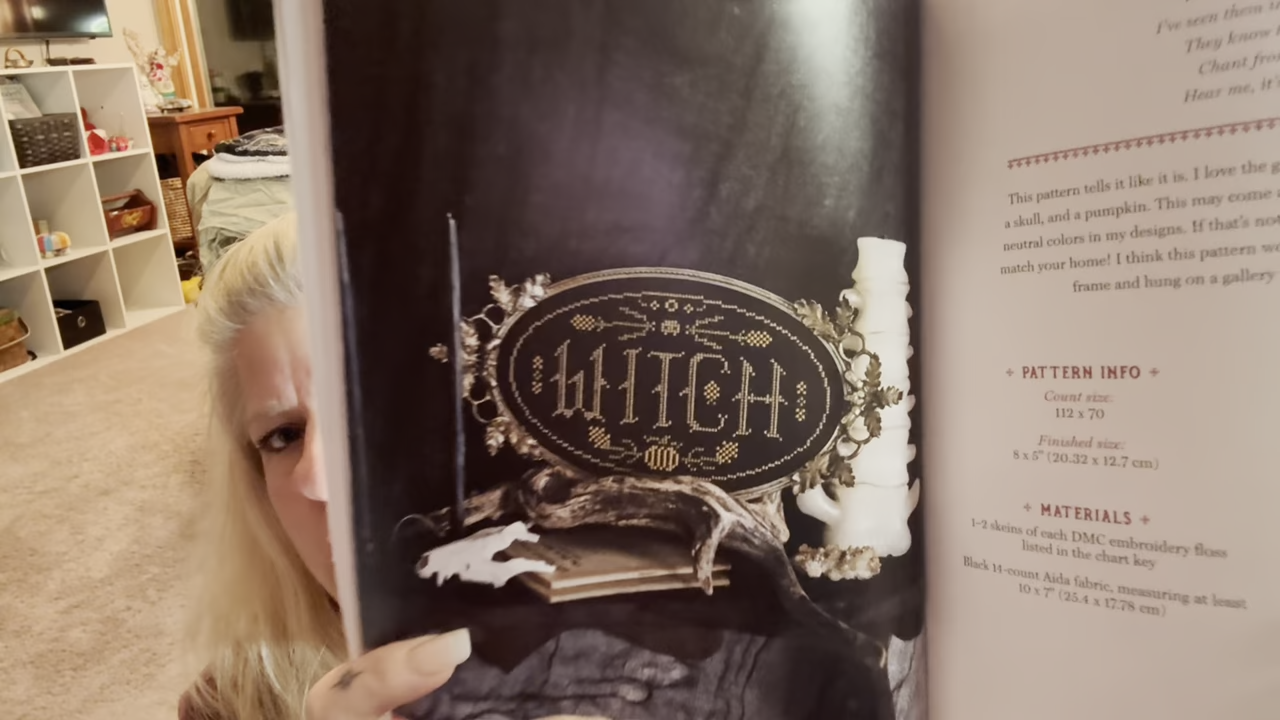 WITCH
I've seen them
They know
Chant
Hear me, it's
This pattern tells it like it is. I love the
a skull, and a pumpkin. This may come
neutral colors in my designs. If that's not
match your home! I think this pattern
frame and hung on a gallery
PATTERN INFO
Count size:
112 x 70
Finished size:
8 x 5" (20.32 x 12.7 cm)
MATERIALS
1-2 skeins of each DMC embroidery floss
listed in the chart key
Black 14-count Aida fabric, measuring at least
10 x 7" (25.4 x 17.78 cm)